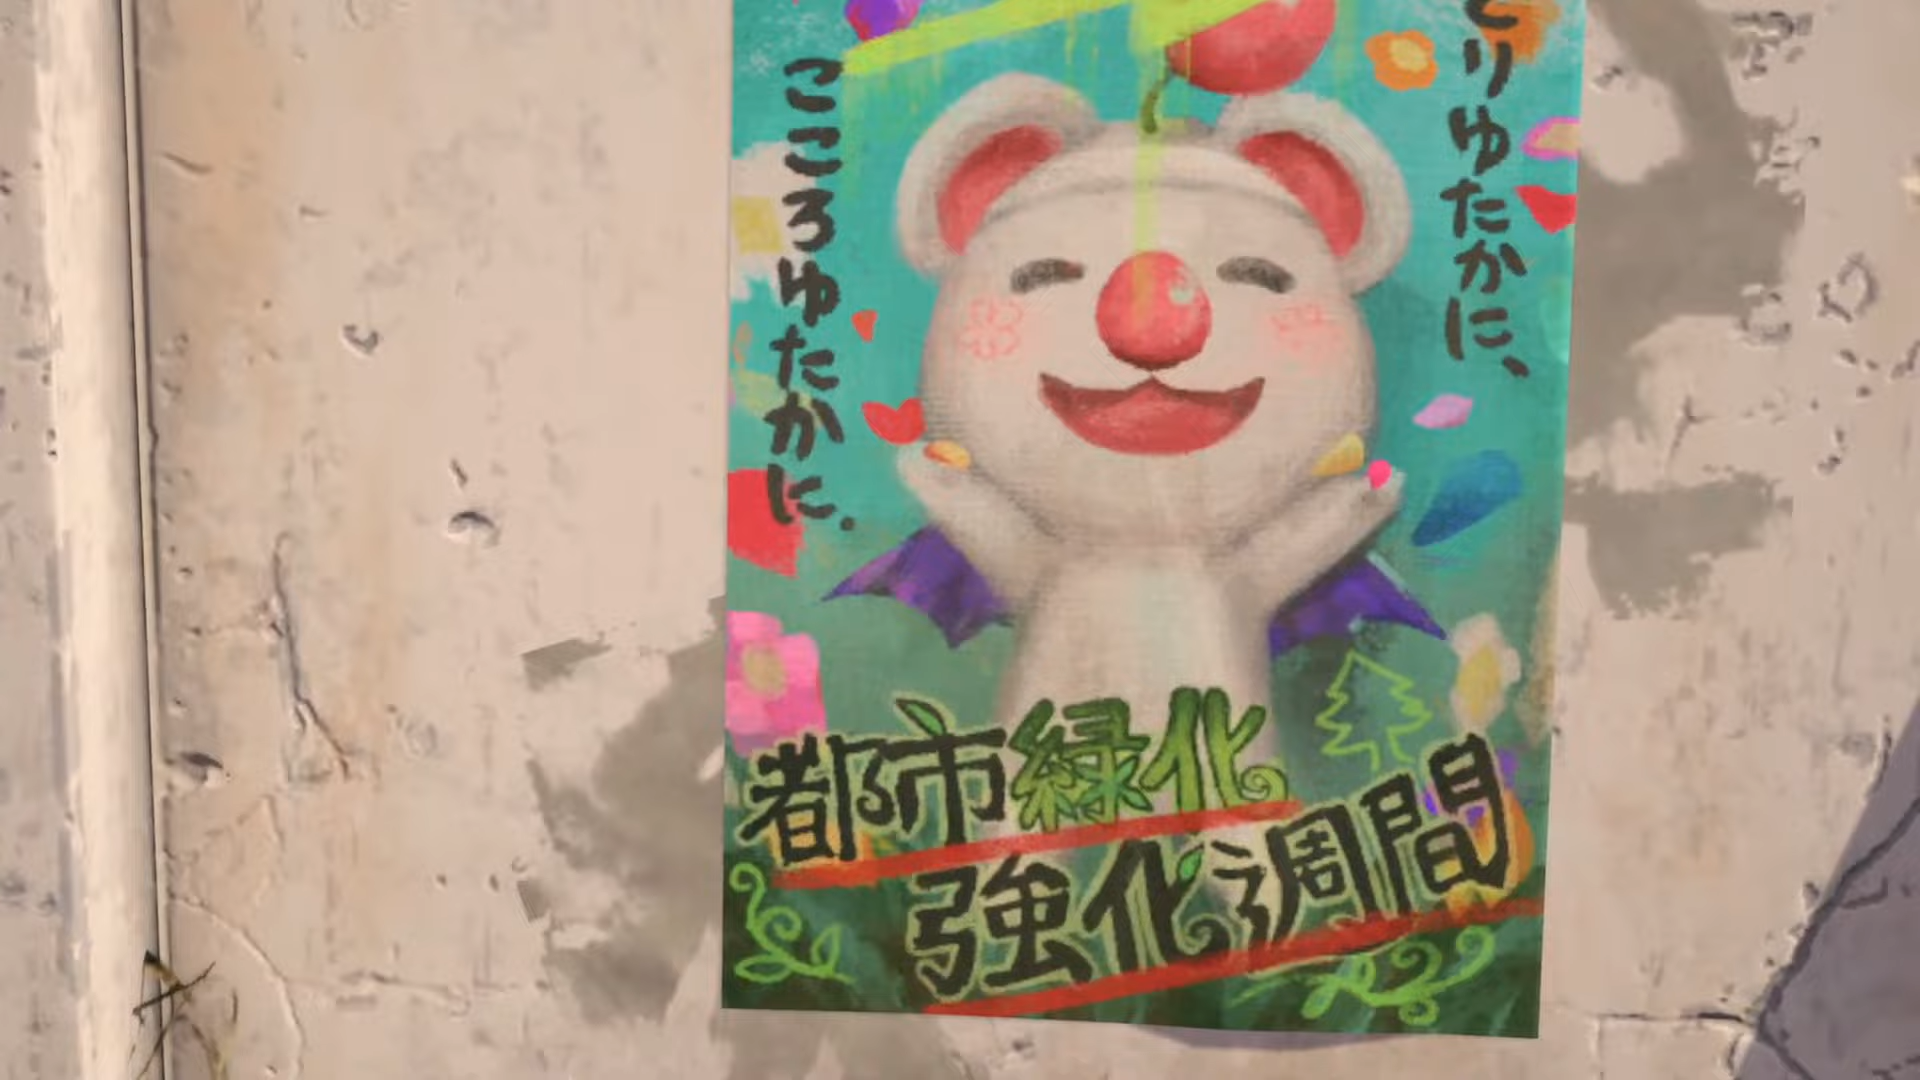 とりゆたかに、
こころゆたかに.
都市緑化
強化週間